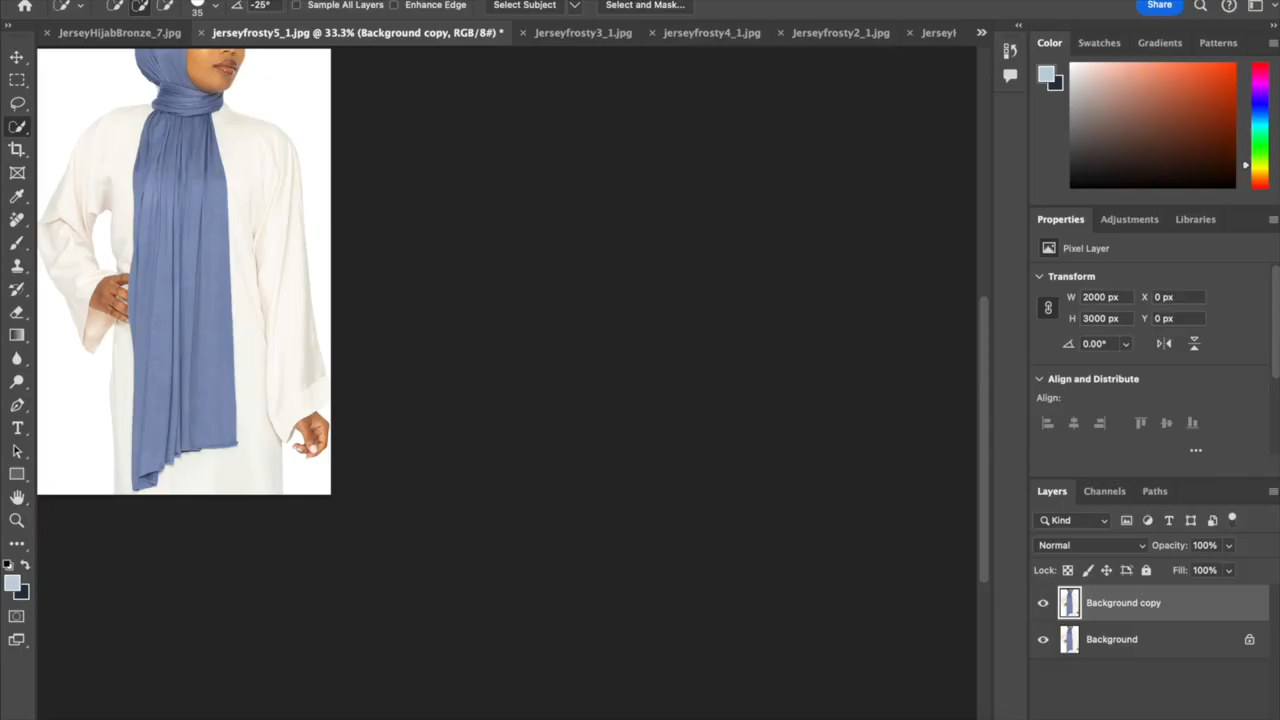 35
-25°
Sample All Layers
Enhance Edge
Select Subject
Select and Mask...
Share
JerseyHijabBronze_7.jpg
jerseyfrosty5_1.jpg @ 33.3% (Background copy, RGB/8#) *
Jerseyfrosty3_1.jpg
jerseyfrosty4_1.jpg
Jerseyfrosty2_1.jpg
Color
Swatches
Gradients
Patterns
Properties
Adjustments
Libraries
Pixel Layer
Transform
W 2000 px X 0 px
H 3000 px Y 0 px
0.00°
Align and Distribute
Align:
Layers
Channels
Paths
Kind
Normal
Opacity: 100%
Lock:
Fill: 100%
Background copy
Background